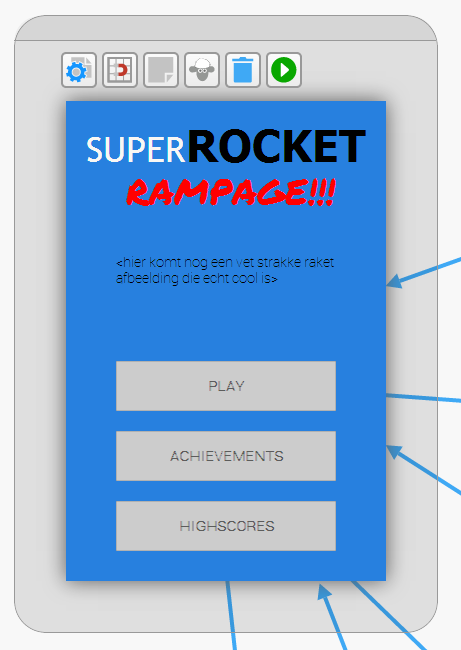 SUPERROCKET
RAMPAGE!!!
<hier komt nog een vet strakke raket
afbeelding die echt cool is>
PLAY
ACHIEVEMENTS
HIGHSCORES